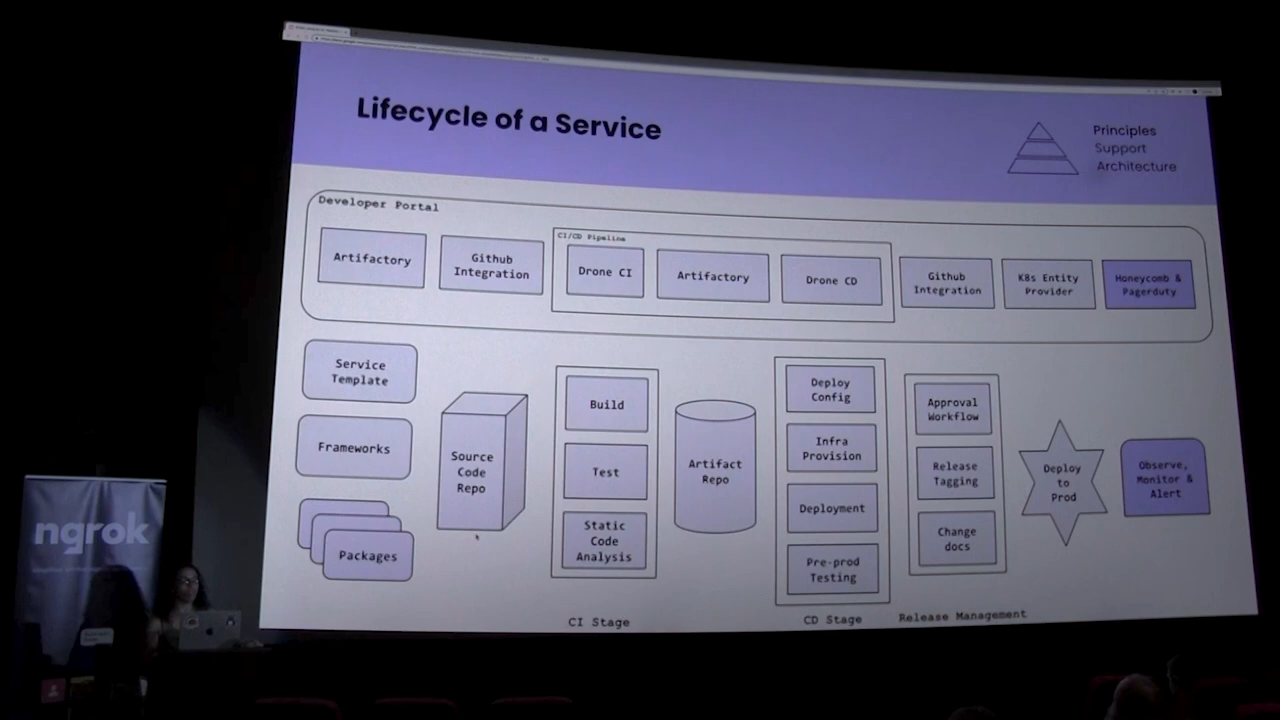 Lifecycle of a Service
Principles
Support
Architecture
Developer Portal
Artifactory
Github
Integration
CI/CD Pipeline
Drone CI
Artifactory
Drone CD
Github
Integration
K8s Entity
Provider
Honeycomb &
Pagerduty
Service
Template
Frameworks
Packages
Source
Code
Repo
Build
Test
Static
Code
Analysis
CI Stage
Artifact
Repo
Deploy
Config
Infra
Provision
Deployment
Pre-prod
Testing
CD Stage
Approval
Workflow
Release
Tagging
Change
docs
Release Management
Deploy
to
Prod
Observe,
Monitor &
Alert
ngrok